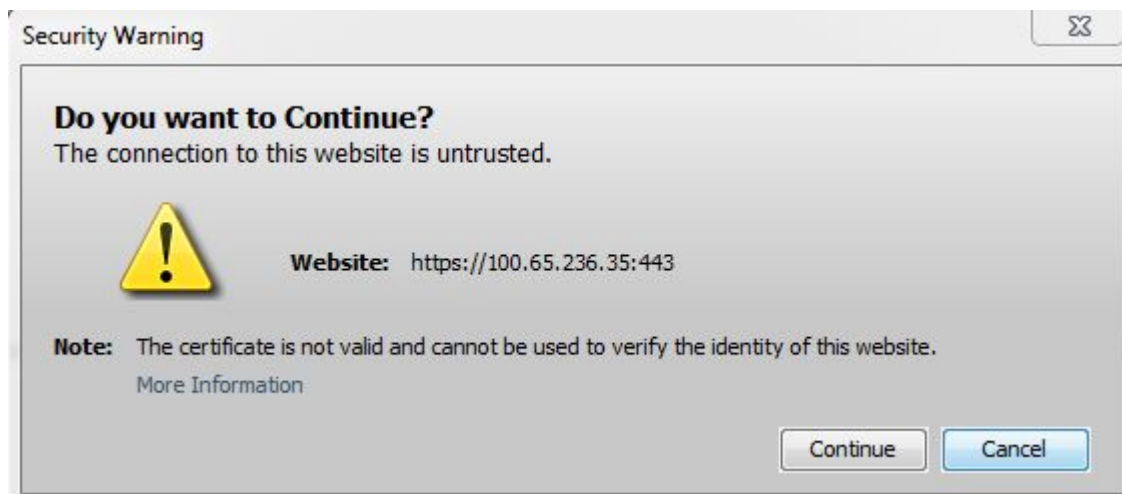 Security Warning
Do you want to Continue?
The connection to this website is untrusted.
Website: https://100.65.236.35:443
Note: The certificate is not valid and cannot be used to verify the identity of this website.
More Information
Continue Cancel